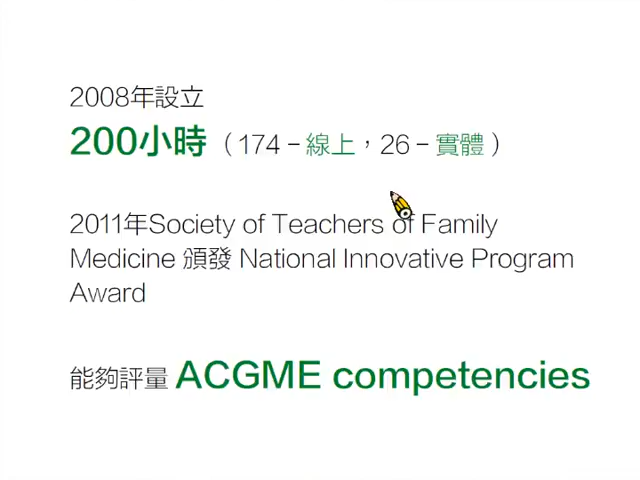 2008年設立
200小時（174 – 線上，26 – 實體）
2011年Society of Teachers of Family
Medicine 頒發 National Innovative Program
Award
能夠評量 ACGME competencies